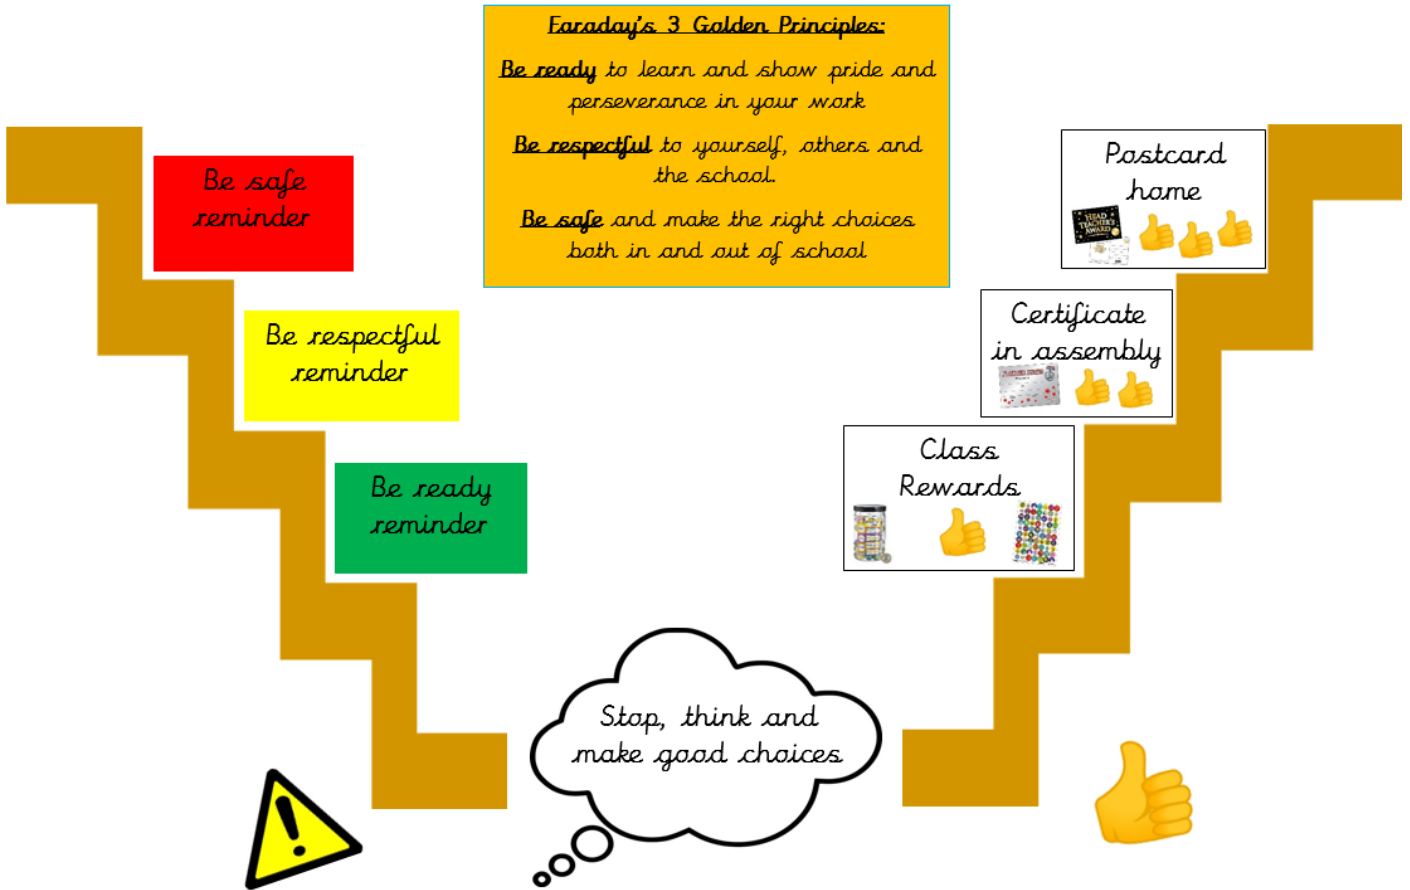 Faraday's 3 Golden Principles:
Be ready to learn and show pride and
perseverance in your work
Be respectful to yourself, others and
the school.
Be safe and make the right choices
both in and out of school
Be safe
reminder
Be respectful
reminder
Be ready
reminder
Postcard
home
HEAD
TEACHER'S
AWARD
Certificate
in assembly
Class
Rewards
Stop, think and
make good choices